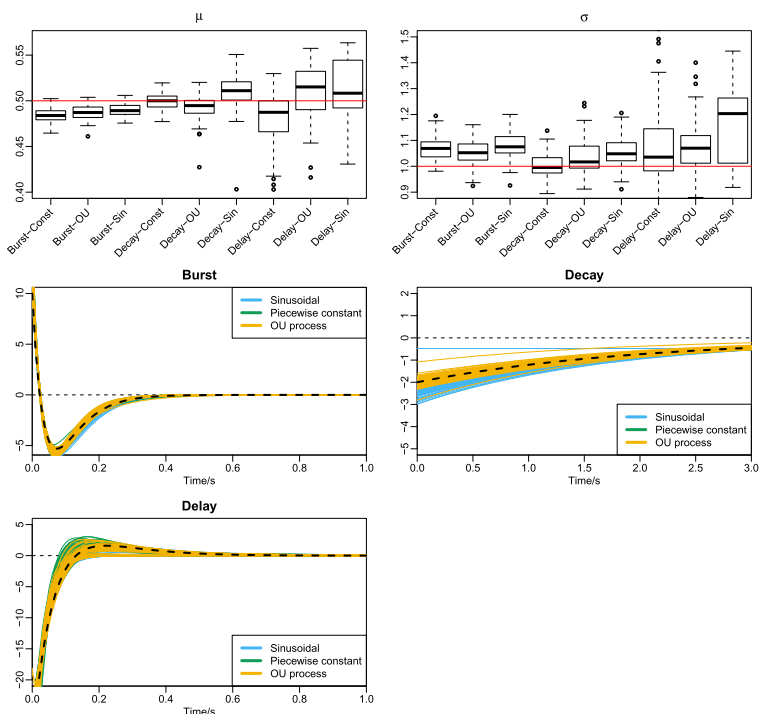 μ
0.55
0.50
0.45
0.40
Burst−Const
Burst−OU
Burst−Sin
Decay−Const
Decay−OU
Decay−Sin
Delay−Const
Delay−OU
Delay−Sin
σ
1.5
1.4
1.3
1.2
1.1
1.0
0.9
Burst−Const
Burst−OU
Burst−Sin
Decay−Const
Decay−OU
Decay−Sin
Delay−Const
Delay−OU
Delay−Sin
Burst
10
5
0
−5
Sinusoidal
Piecewise constant
OU process
0.0 0.2 0.4 0.6 0.8 1.0
Time/s
Decay
2
1
0
−1
−2
−3
−4
−5
Sinusoidal
Piecewise constant
OU process
0.0 0.5 1.0 1.5 2.0 2.5 3.0
Time/s
Delay
5
0
−5
−10
−15
−20
Sinusoidal
Piecewise constant
OU process
0.0 0.2 0.4 0.6 0.8 1.0
Time/s